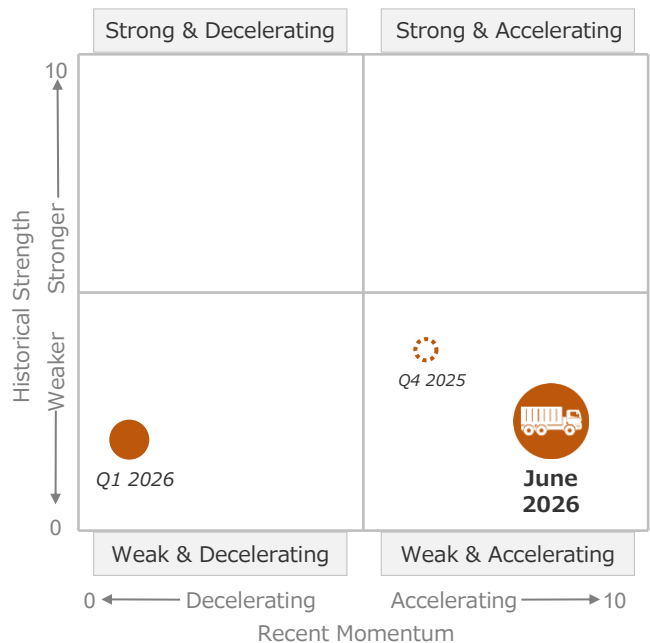 Strong & Decelerating
Strong & Accelerating
10
Historical Strength
Stronger
Weaker
Q4 2025
Q1 2026
June
2026
0
Weak & Decelerating
Weak & Accelerating
0
Decelerating
Accelerating
10
Recent Momentum